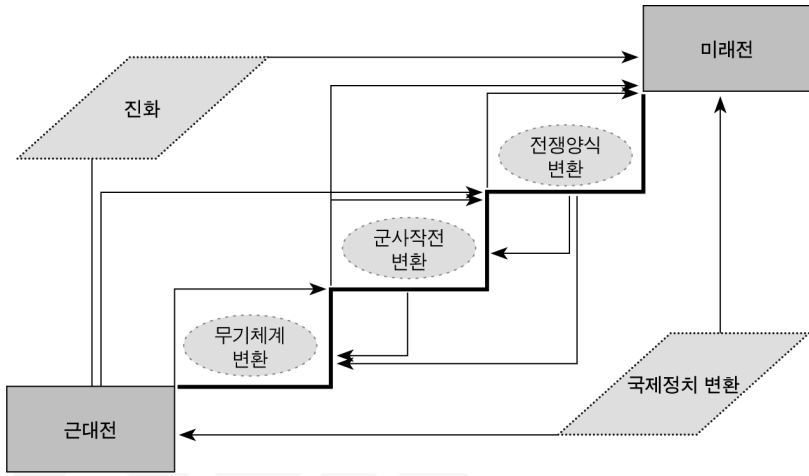 미래전
진화
전쟁양식
변환
군사작전
변환
무기체계
변환
국제정치 변환
근대전